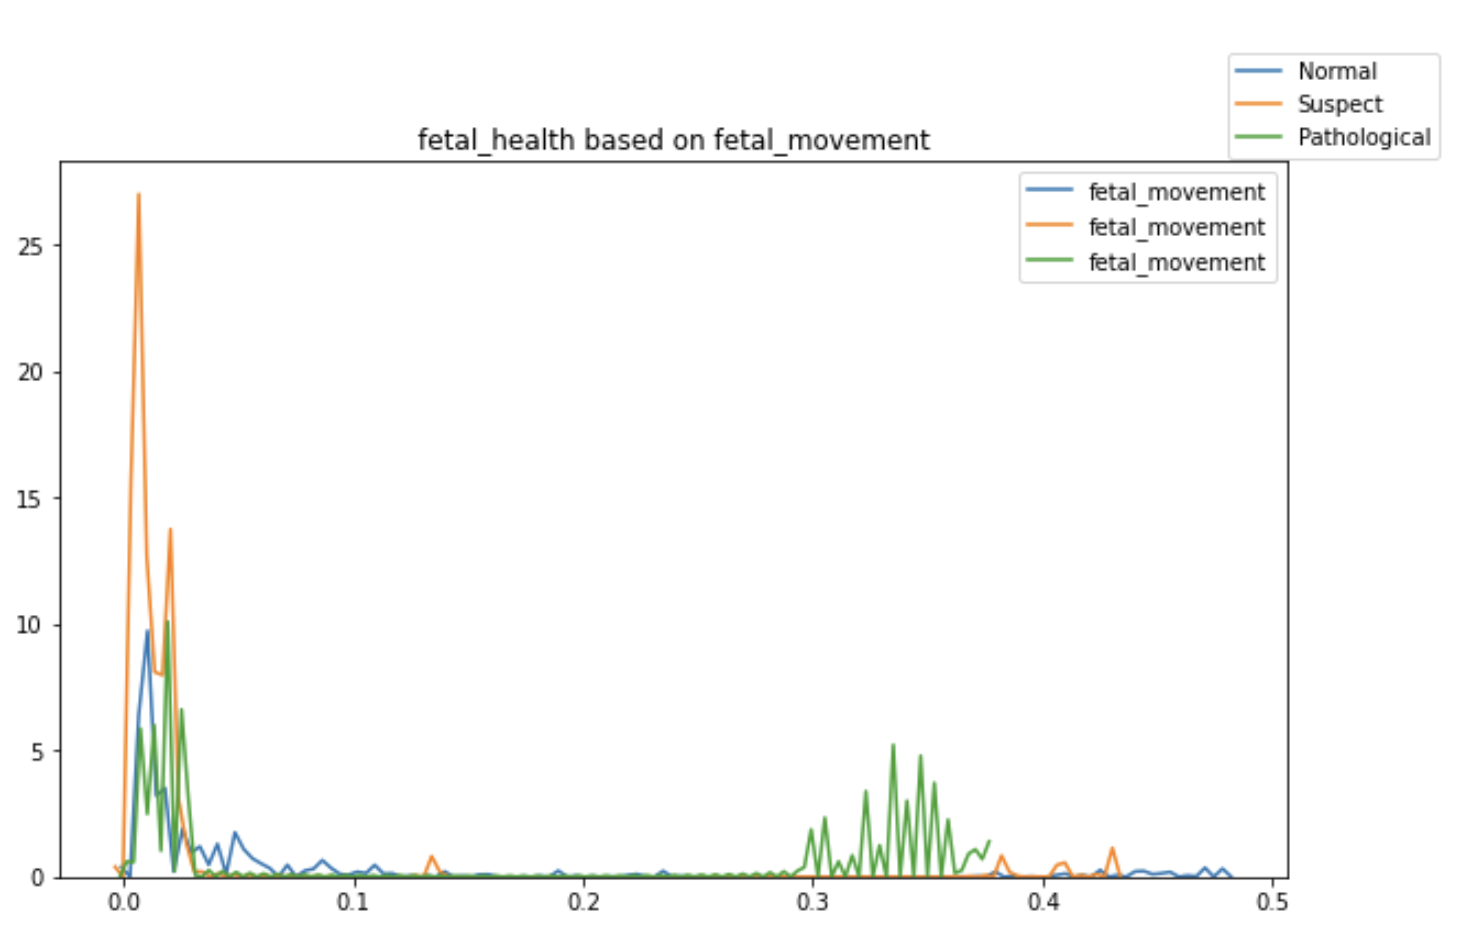 Normal
Suspect
Pathological
fetal_health based on fetal_movement
fetal_movement
fetal_movement
fetal_movement
25
20
15
10
5
0
0.0 0.1 0.2 0.3 0.4 0.5